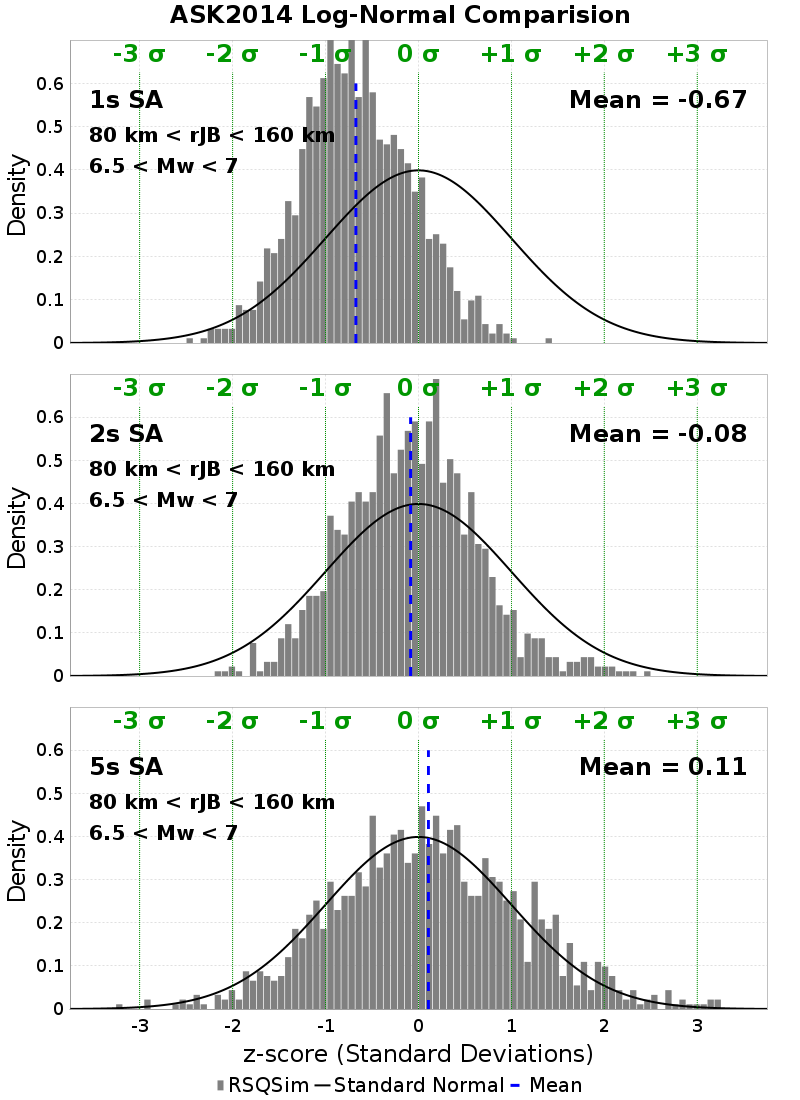 ASK2014 Log-Normal Comparision
-3 σ -2 σ -1 σ 0 σ +1 σ +2 σ +3 σ
1s SA
Mean = -0.67
80 km < rJB < 160 km
6.5 < Mw < 7
Density
0.6
0.5
0.4
0.3
0.2
0.1
0
-3 σ -2 σ -1 σ 0 σ +1 σ +2 σ +3 σ
2s SA
Mean = -0.08
80 km < rJB < 160 km
6.5 < Mw < 7
Density
0.6
0.5
0.4
0.3
0.2
0.1
0
-3 σ -2 σ -1 σ 0 σ +1 σ +2 σ +3 σ
5s SA
Mean = 0.11
80 km < rJB < 160 km
6.5 < Mw < 7
Density
0.6
0.5
0.4
0.3
0.2
0.1
0
-3 -2 -1 0 1 2 3
z-score (Standard Deviations)
RSQSim Standard Normal Mean